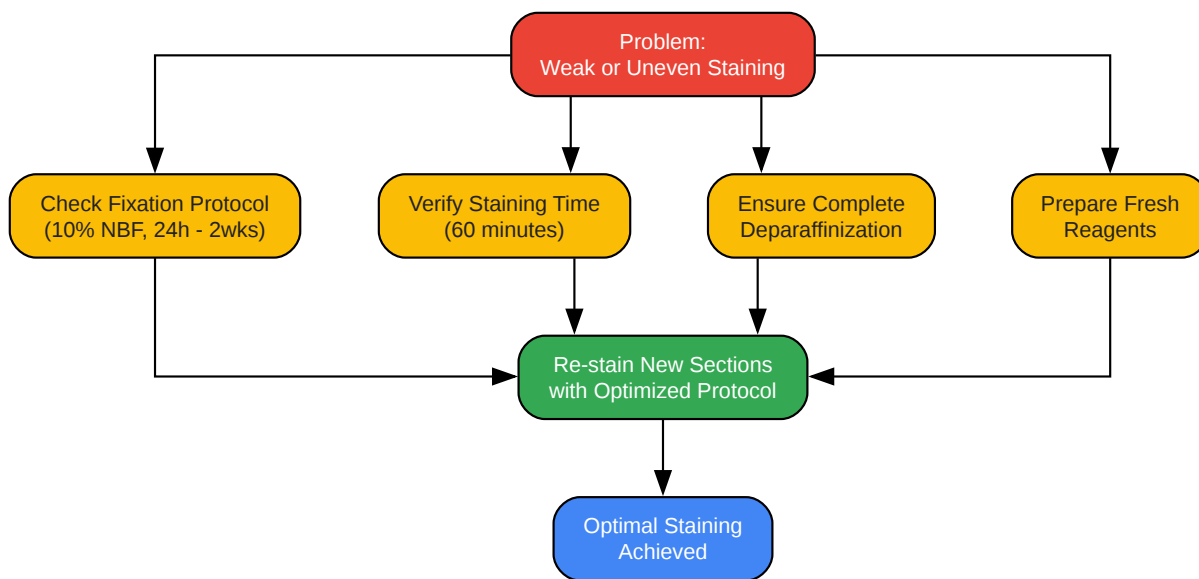 Problem:
Weak or Uneven Staining
Check Fixation Protocol
(10% NBF, 24h - 2wks)
Verify Staining Time
(60 minutes)
Ensure Complete
Deparaffinization
Prepare Fresh
Reagents
Re-stain New Sections
with Optimized Protocol
Optimal Staining
Achieved